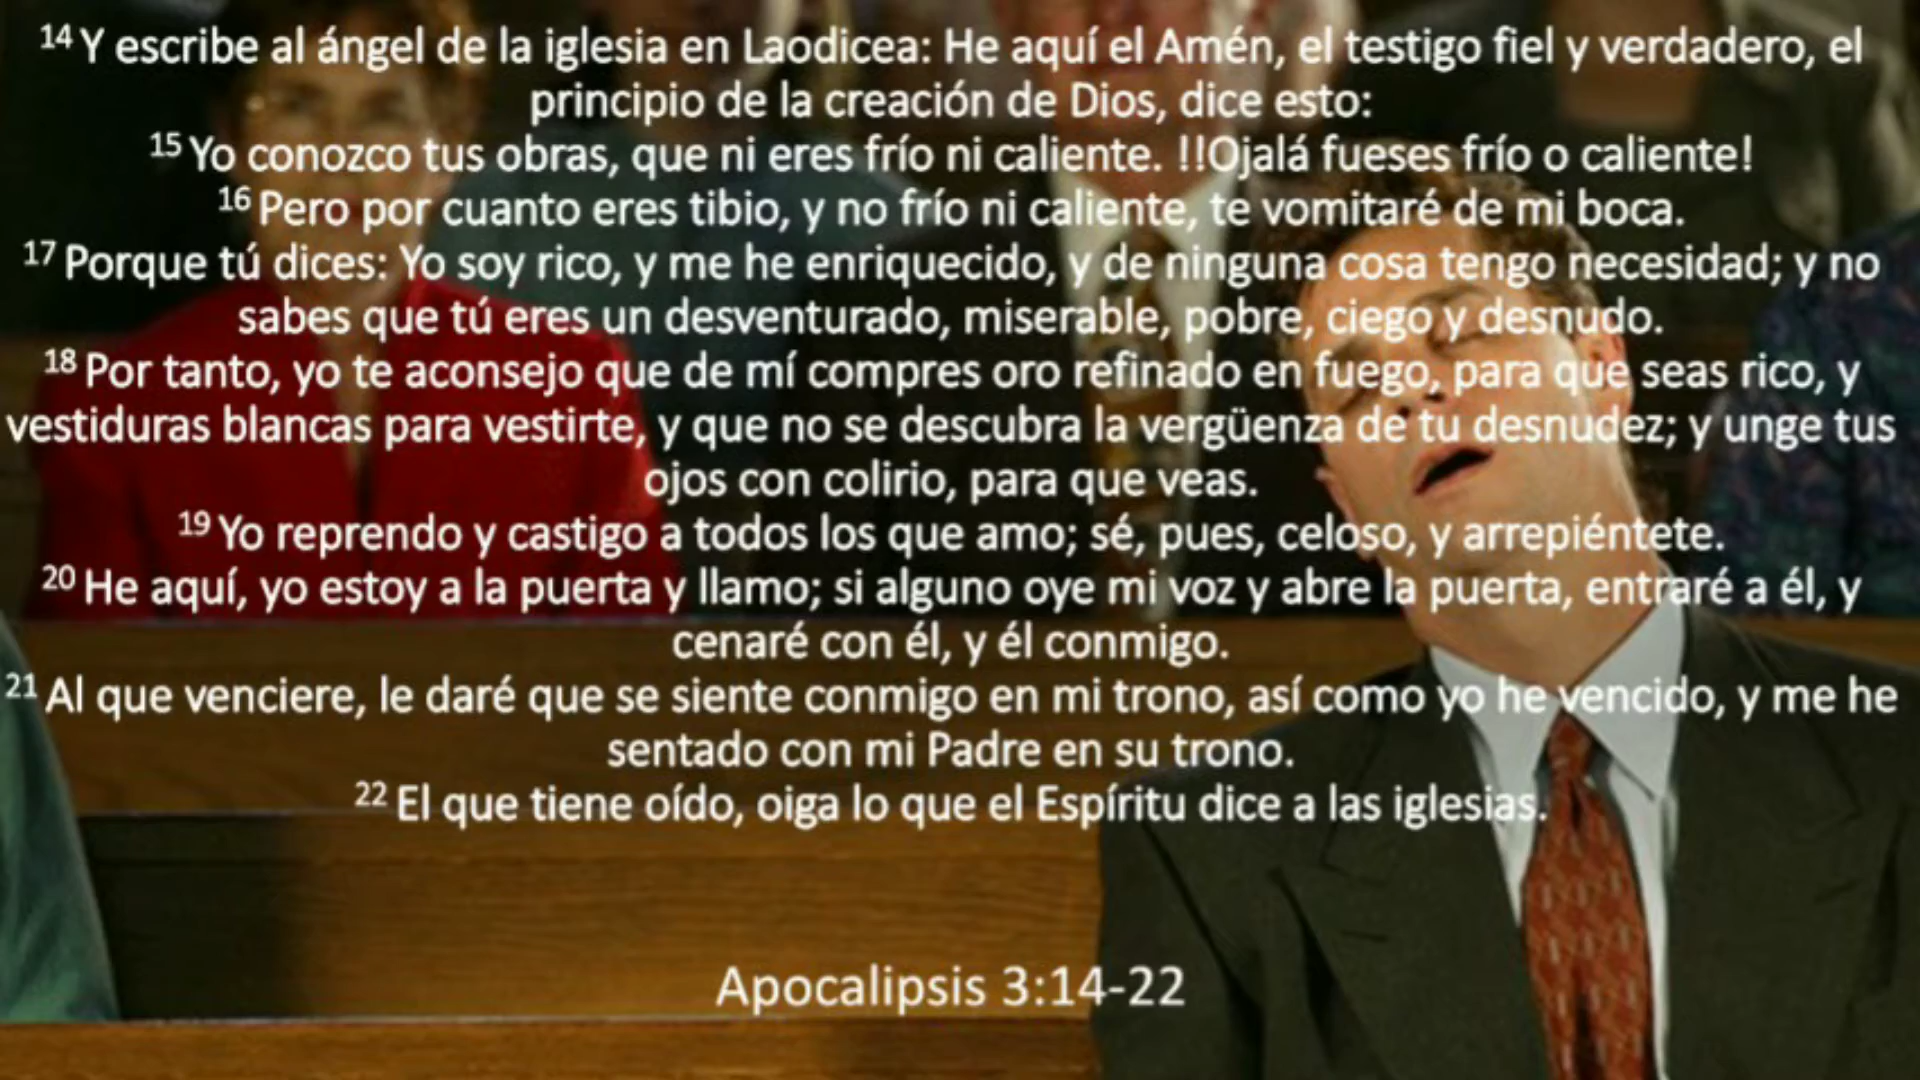 14 Y escribe al ángel de la iglesia en Laodicea: He aquí el Amén, el testigo fiel y verdadero, el
principio de la creación de Dios, dice esto:
15 Yo conozco tus obras, que ni eres frío ni caliente. !!Ojalá fueses frío o caliente!
16 Pero por cuanto eres tibio, y no frío ni caliente, te vomitaré de mi boca.
17 Porque tú dices: Yo soy rico, y me he enriquecido, y de ninguna cosa tengo necesidad; y no
sabes que tú eres un desventurado, miserable, pobre, ciego y desnudo.
18 Por tanto, yo te aconsejo que de mí compres oro refinado en fuego, para que seas rico, y
vestiduras blancas para vestirte, y que no se descubra la vergüenza de tu desnudez; y unge tus
ojos con colirio, para que veas.
19 Yo reprendo y castigo a todos los que amo; sé, pues, celoso, y arrepiéntete.
20 He aquí, yo estoy a la puerta y llamo; si alguno oye mi voz y abre la puerta, entraré a él, y
cenaré con él, y él conmigo.
21 Al que venciere, le daré que se siente conmigo en mi trono, así como yo he vencido, y me he
sentado con mi Padre en su trono.
22 El que tiene oído, oiga lo que el Espíritu dice a las iglesias.
Apocalipsis 3:14-22